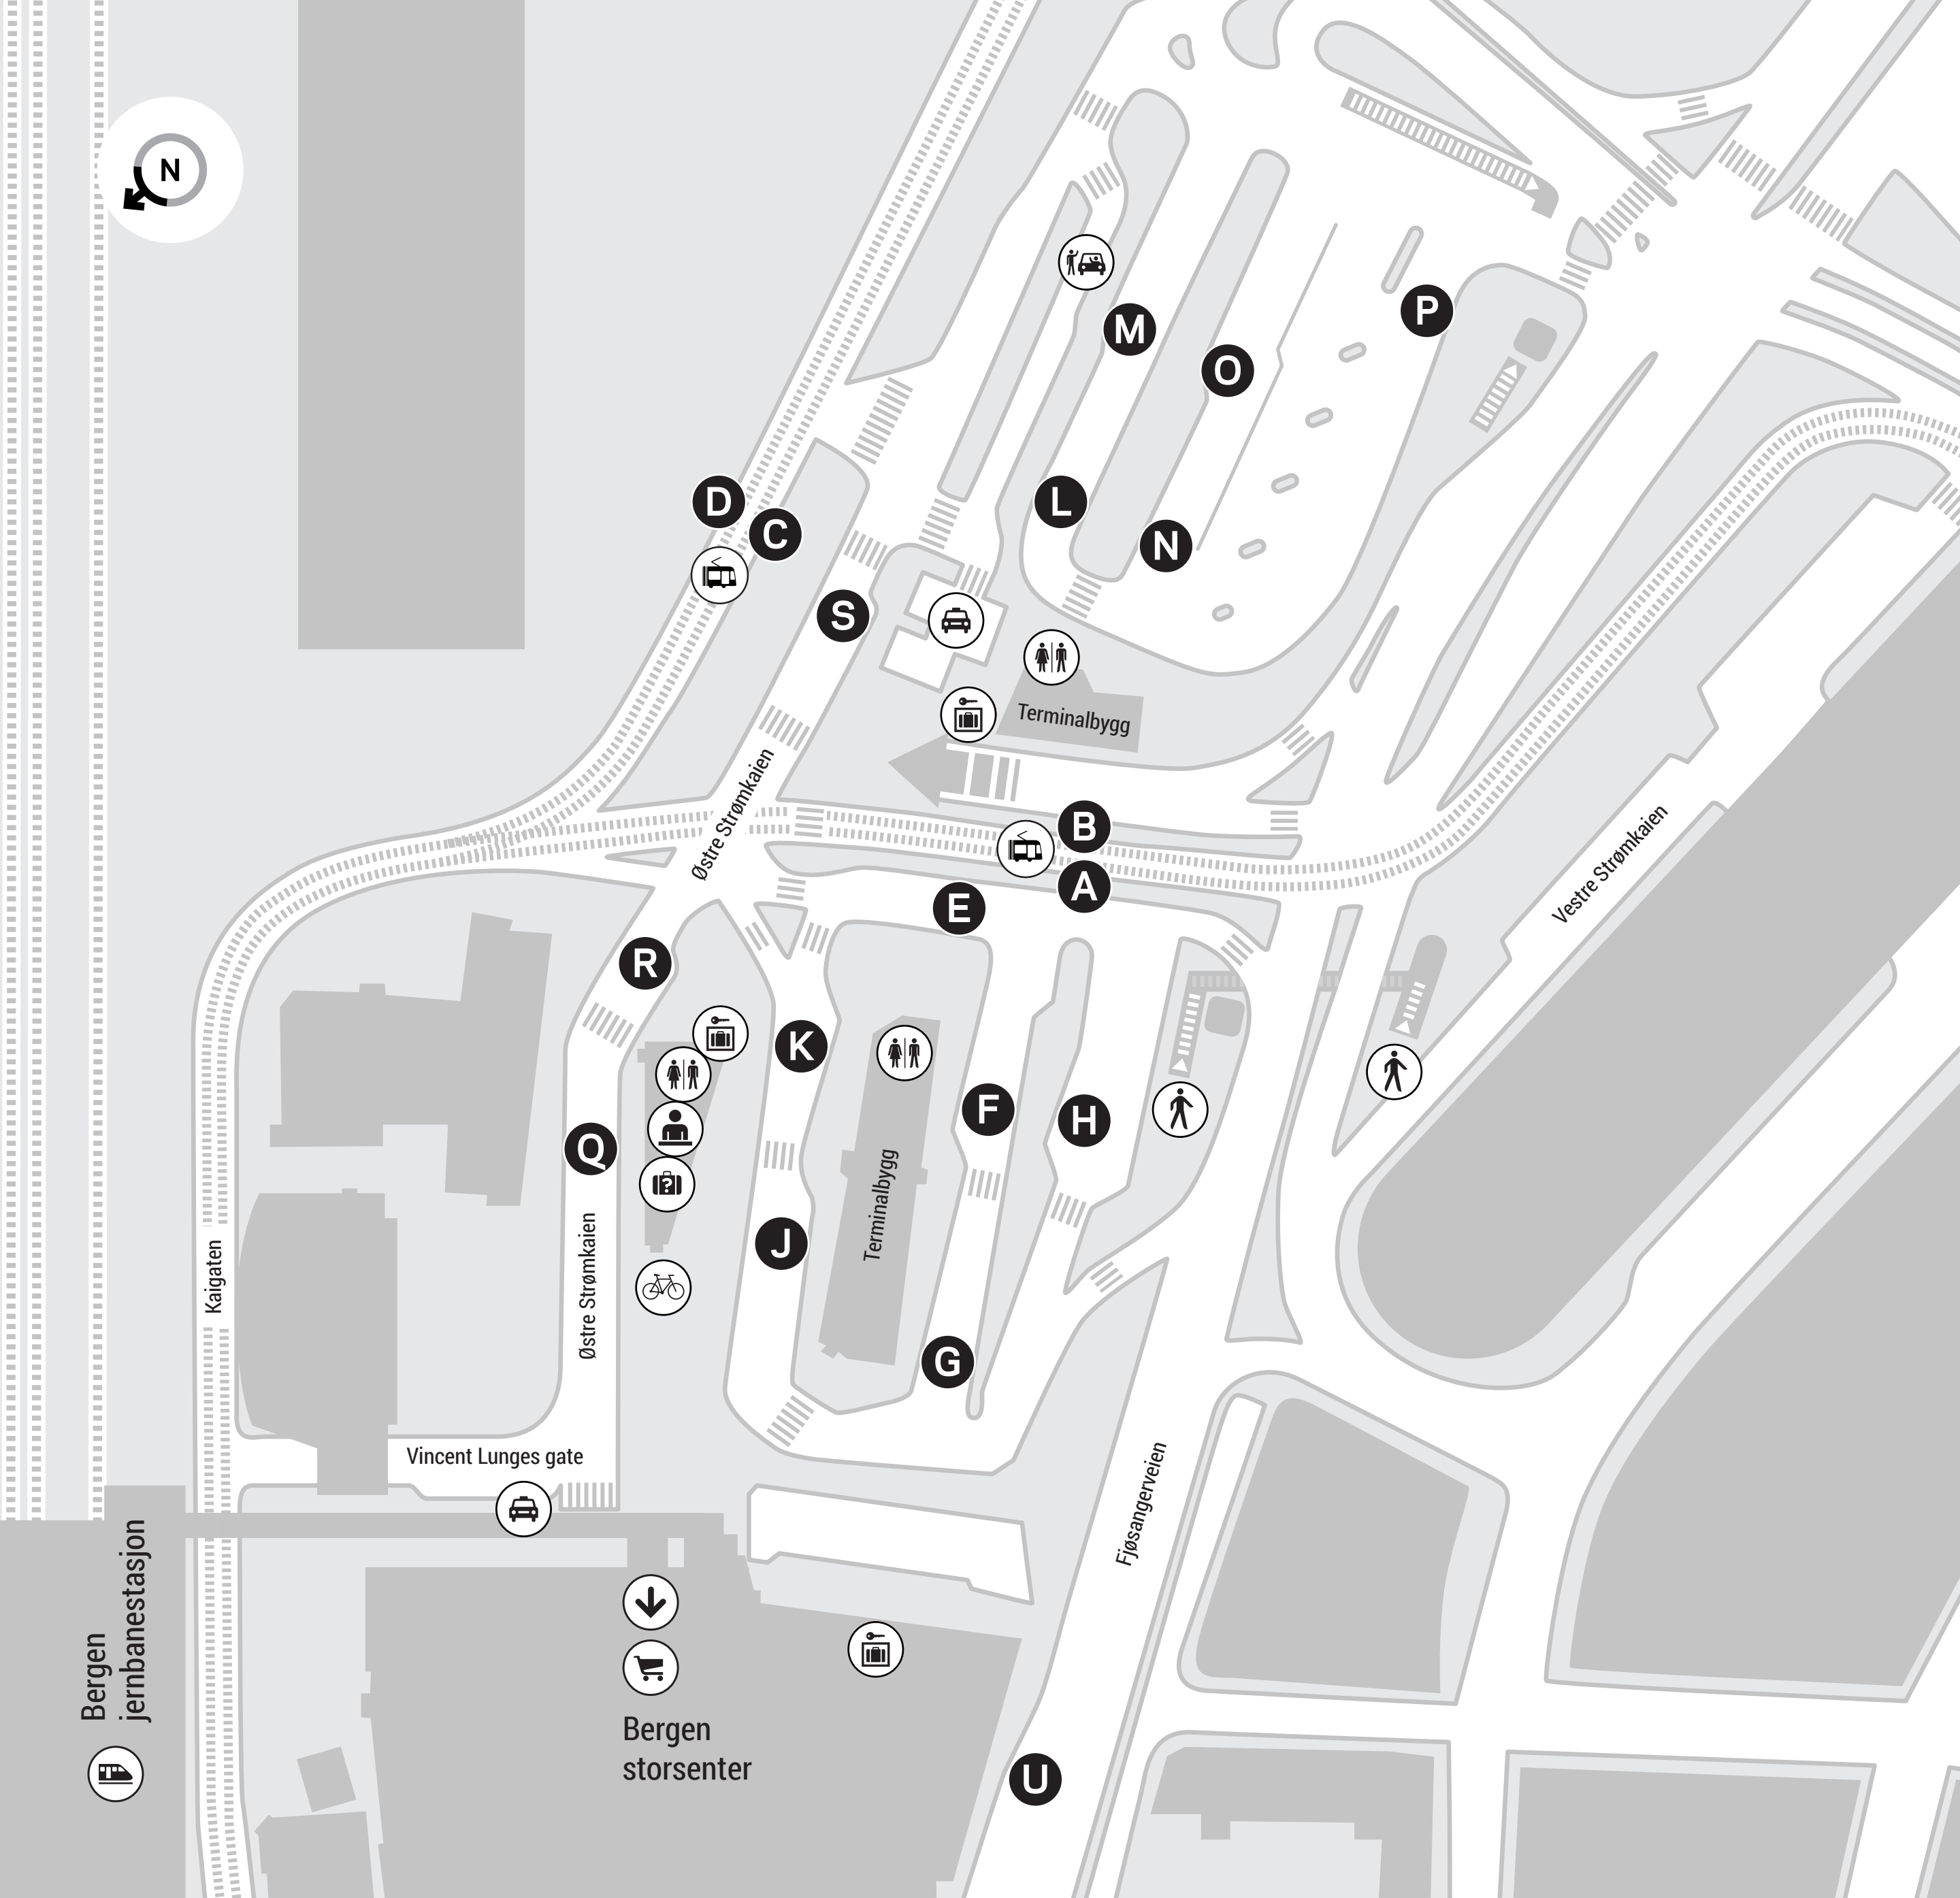 N
M
P
O
D
C
L
N
S
Terminalbygg
Østre Strømkaien
B
A
E
Vestre Strømkaien
R
K
F
H
Q
?
J
Terminalbygg
Kaigaten
Østre Strømkaien
G
Vincent Lunges gate
Fjøsangerveien
Bergen
jernbanestasjon
Bergen
storsenter
U